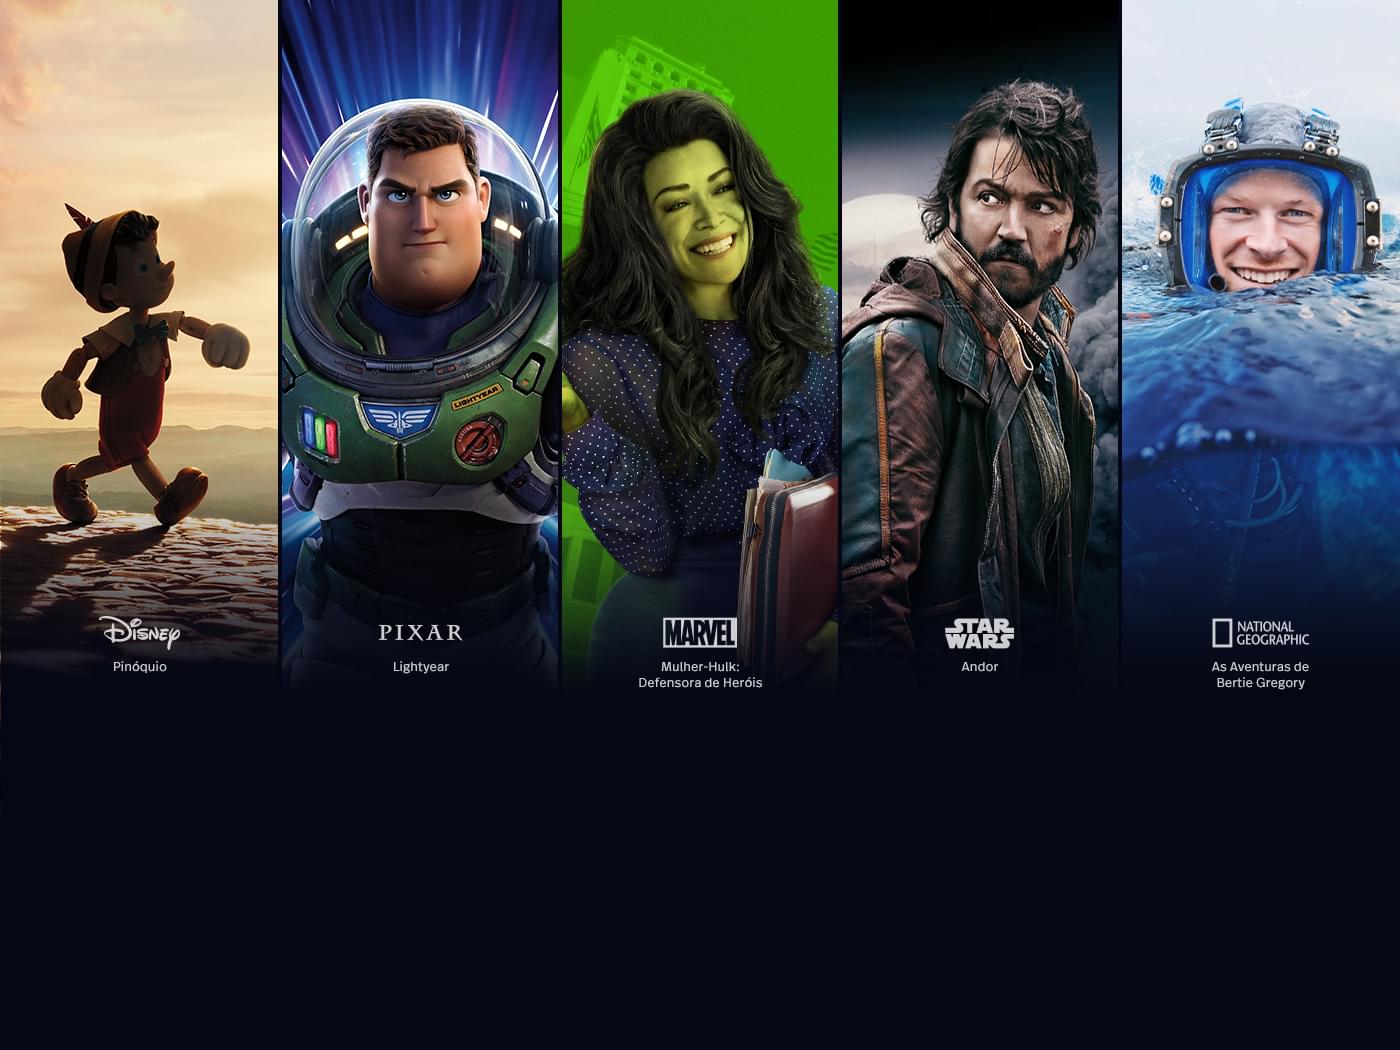 LIGHTYEAR
Disney
Pinóquio
PIXAR
Lightyear
MARVEL
Mulher-Hulk:
Defensora de Heróis
STAR
WARS
Andor
NATIONAL
GEOGRAPHIC
As Aventuras de
Bertie Gregory